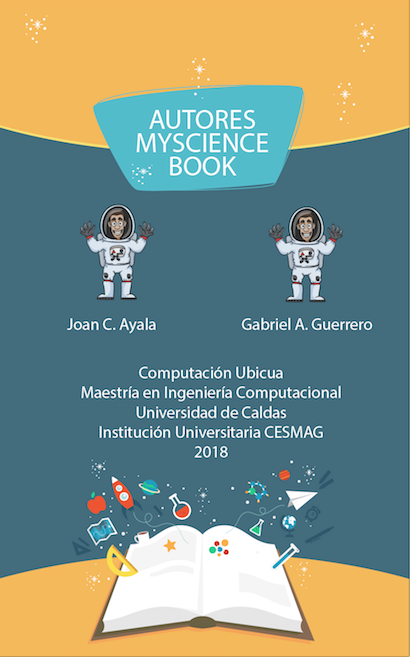 AUTORES
MYSCIENCE
BOOK
Joan C. Ayala
Gabriel A. Guerrero
Computación Ubicua
Maestría en Ingeniería Computacional
Universidad de Caldas
Institución Universitaria CESMAG
2018